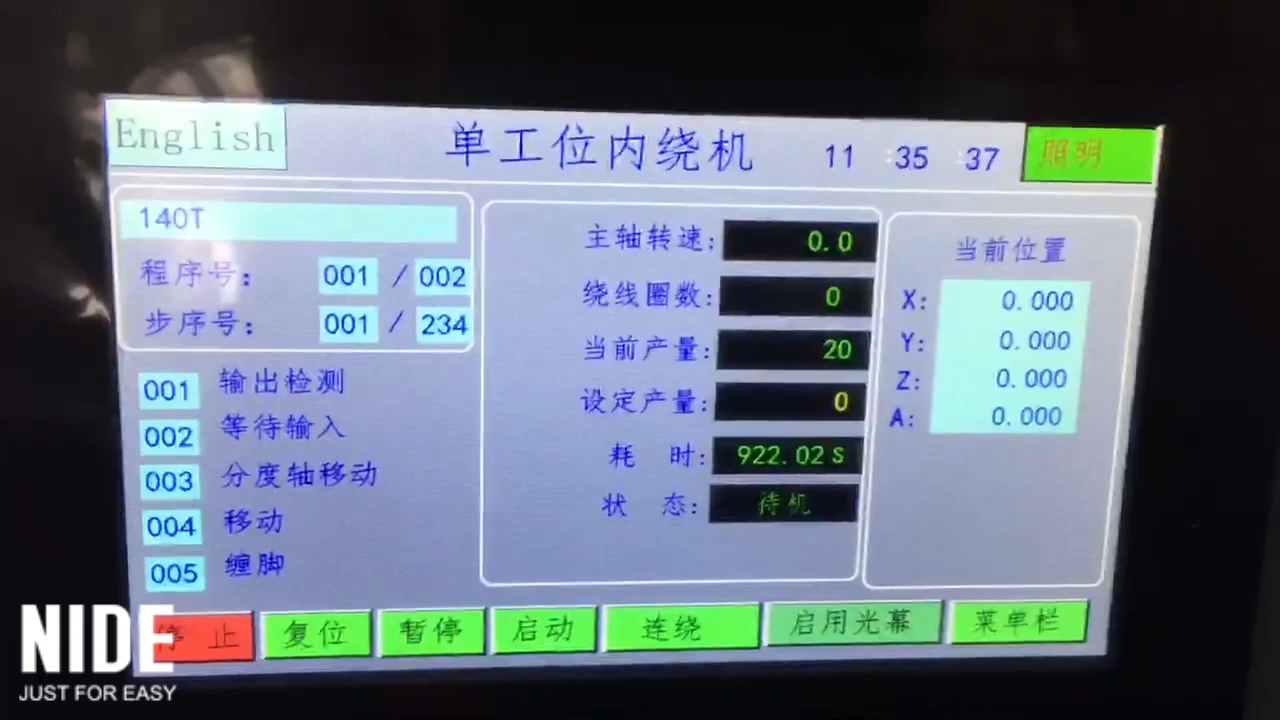 English 单工位内绕机 11 :35 :37 照明
140T
程序号: 001 / 002
步序号: 001 / 234
001 输出检测
002 等待输入
003 分度轴移动
004 移动
005 缠脚
主轴转速: 0.0
绕线圈数: 0
当前产量: 20
设定产量: 0
耗 时: 922.02 S
状 态: 待机
当前位置
X: 0.000
Y: 0.000
Z: 0.000
A: 0.000
停 止 复位 暂停 启动 连绕 启用光幕 菜单栏
NIDE
JUST FOR EASY